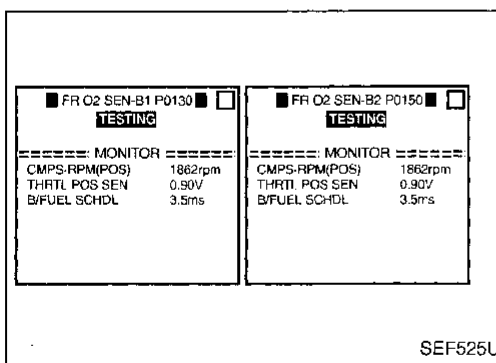 FR O2 SEN-B1 P0130
TESTING
MONITOR
CMPS-RPM(POS) 1862rpm
THRTL POS SEN 0.90V
B/FUEL SCHDL 3.5ms
FR O2 SEN-B2 P0150
TESTING
MONITOR
CMPS-RPM(POS) 1862rpm
THRTL POS SEN 0.90V
B/FUEL SCHDL 3.5ms
SEF525U